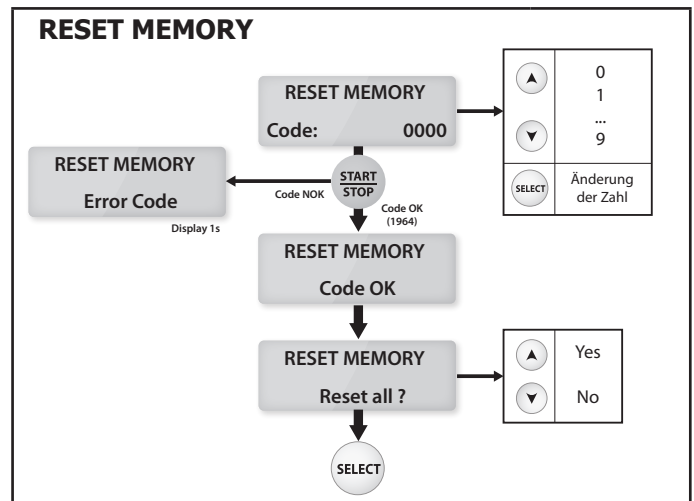 RESET MEMORY
RESET MEMORY
Code: 0000
0
1
...
9
SELECT
Änderung
der Zahl
START
STOP
Code NOK
RESET MEMORY
Error Code
Display 1s
Code OK
(1964)
RESET MEMORY
Code OK
RESET MEMORY
Reset all ?
Yes
No
SELECT